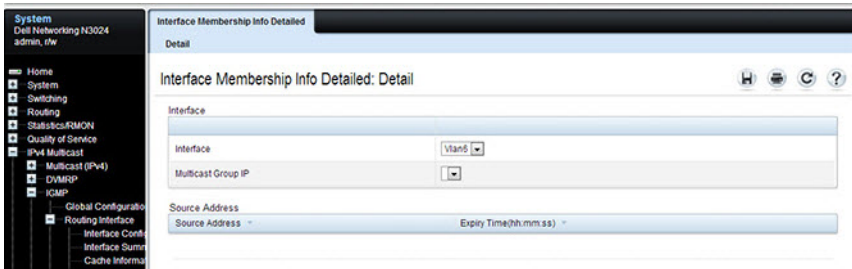 System
Dell Networking N3024
admin, r/w
Home
System
Switching
Routing
Statistics/RMON
Quality of Service
IPv4 Multicast
Multicast (IPv4)
DVMRP
IGMP
Global Configuratio
Routing Interface
Interface Config
Interface Summ
Cache Informa
Interface Membership Info Detailed
Detail
Interface Membership Info Detailed: Detail
?
Interface
Interface Vlan6
Multicast Group IP
Source Address
Source Address Expiry Time(hh:mm:ss)